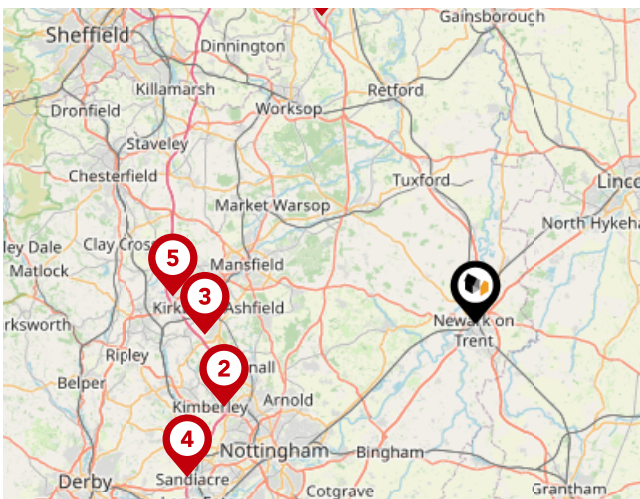 Gainsborough
Sheffield
Dinnington
Killamarsh
Retford
Worksop
Dronfield
Staveley
Chesterfield
Tuxford
Linco
Market Warsop
North Hykeha
ley Dale
Clay Cross
5
Mansfield
Matlock
3
Kirk
Ashfield
rksworth
Newark on
Trent
Ripley
2
nall
Belper
Arnold
Kimberley
4
Nottingham
Bingham
Derby
Sandiacre
Cotgrave
Grantham